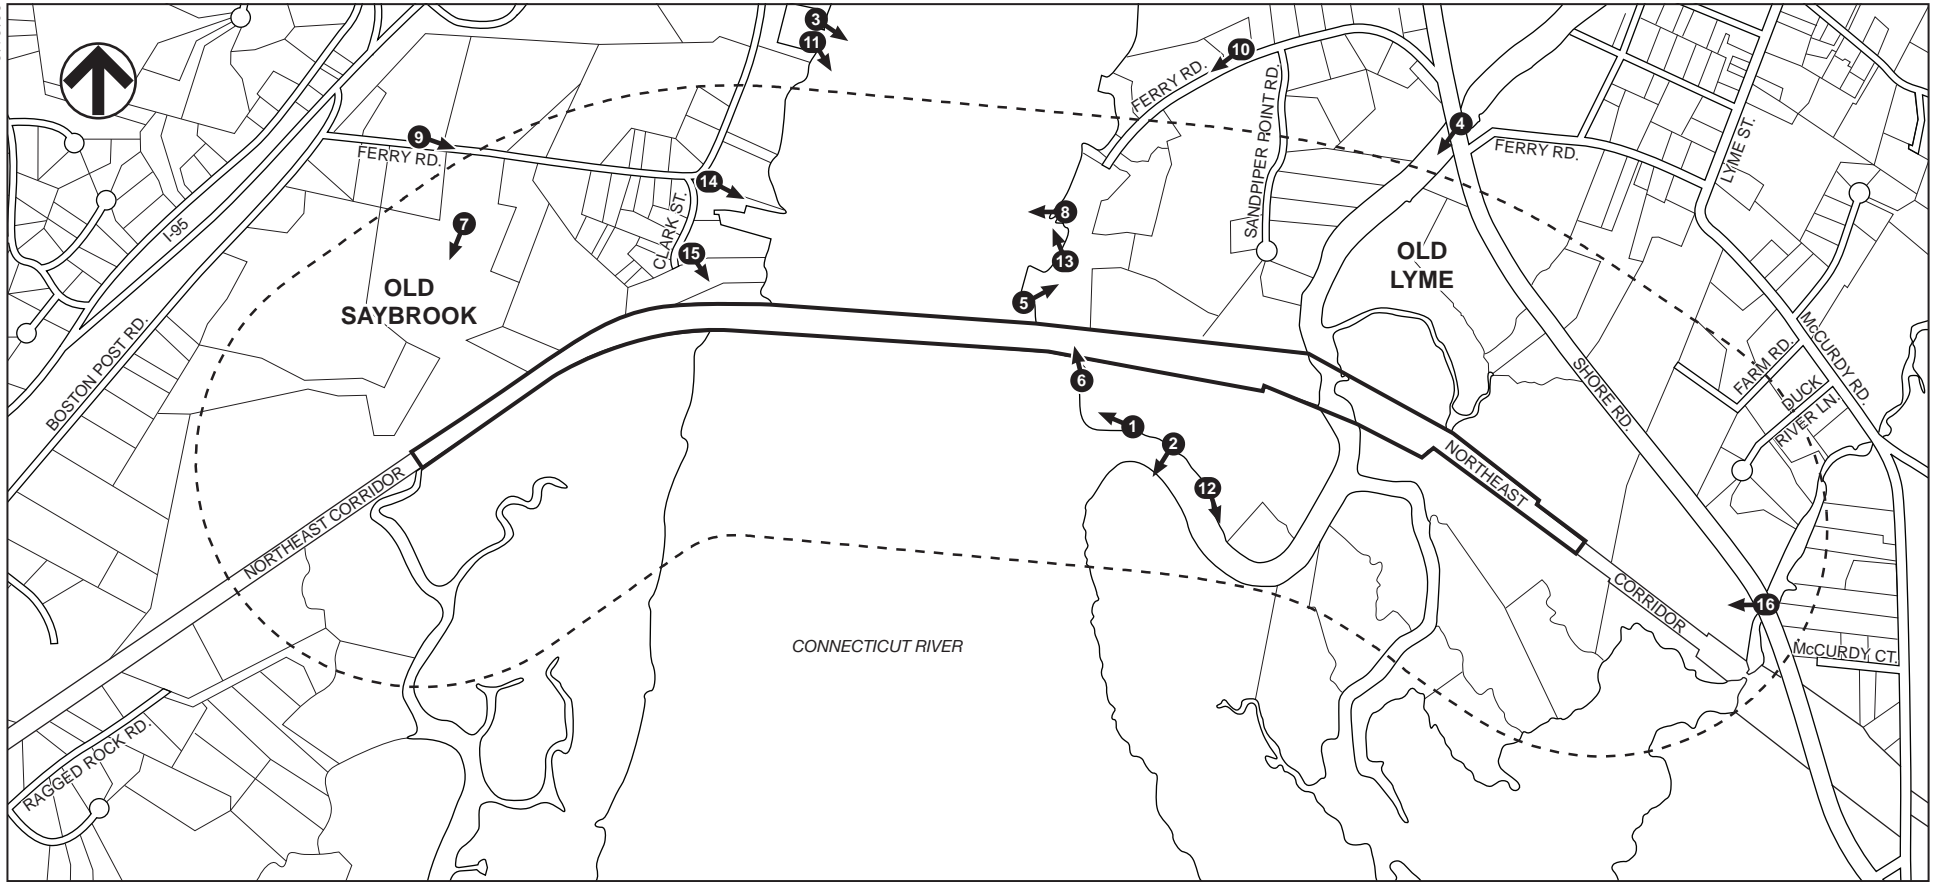 3
11
10
FERRY RD.
4
9
FERRY RD.
FERRY RD.
LYME ST.
SANDPIPER POINT RD.
14
CLARK ST.
8
I-95
7
15
13
OLD
LYME
OLD
SAYBROOK
5
BOSTON POST RD.
McCURDY RD.
FARM RD.
DUCK
RIVER LN.
SHORE RD.
6
1
2
NORTHEAST
12
NORTHEAST CORRIDOR
CORRIDOR
16
CONNECTICUT RIVER
McCURDY CT.
RAGGED ROCK RD.